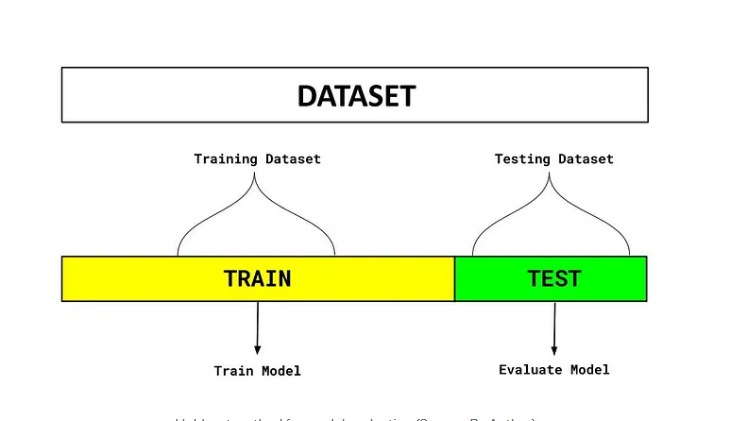 DATASET
Training Dataset
Testing Dataset
TRAIN
TEST
Train Model
Evaluate Model